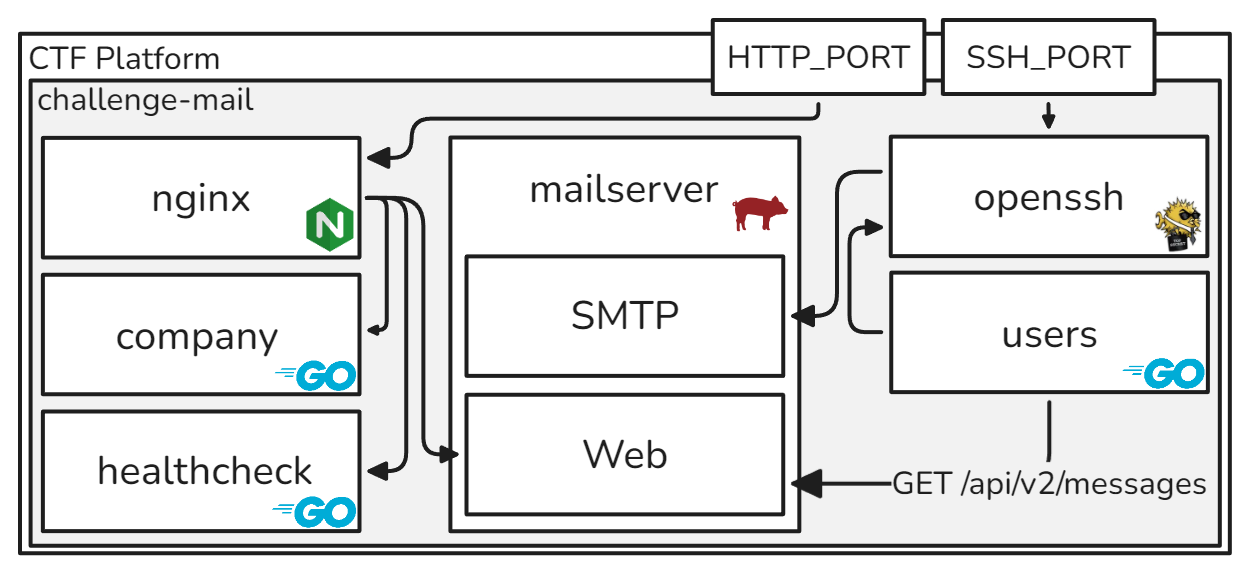 CTF Platform
HTTP_PORT
SSH_PORT
challenge-mail
nginx
N
company
GO
healthcheck
GO
mailserver
SMTP
Web
openssh
users
GO
GET /api/v2/messages